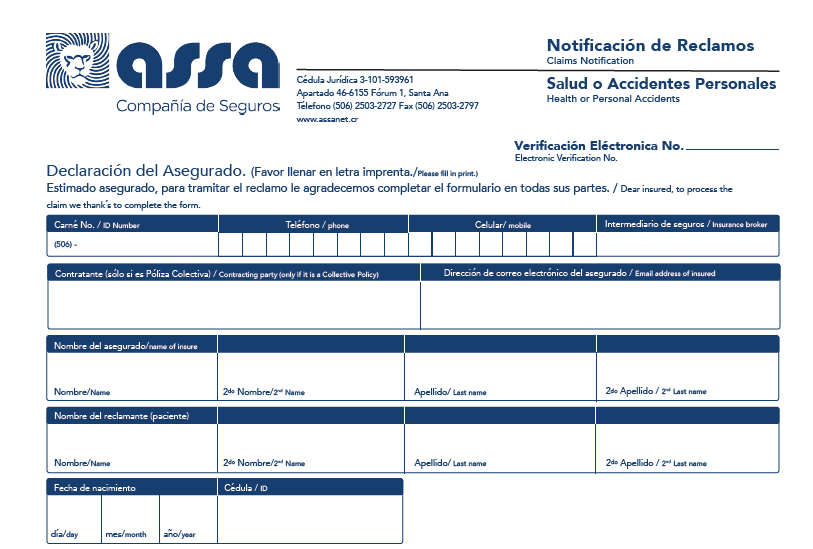 assa
Compañía de Seguros
Cédula Jurídica 3-101-593961
Apartado 46-6155 Fórum 1, Santa Ana
Télefono (506) 2503-2727 Fax (506) 2503-2797
www.assanet.cr
Notificación de Reclamos
Claims Notification
Salud o Accidentes Personales
Health or Personal Accidents
Verificación Eléctronica No.
Electronic Verification No.
Declaración del Asegurado. (Favor llenar en letra imprenta./Please fill in print.)
Estimado asegurado, para tramitar el reclamo le agradecemos completar el formulario en todas sus partes. / Dear insured, to process the
claim we thank´s to complete the form.
Carné No. / ID Number Teléfono / phone Celular/ mobile Intermediario de seguros / Insurance broker
(506) -
Contratante (sólo si es Póliza Colectiva) / Contracting party (only if it is a Collective Policy) Dirección de correo electrónico del asegurado / Email address of insured
Nombre del asegurado/name of insure
Nombre/Name 2do Nombre/2nd Name Apellido/ Last name 2do Apellido / 2nd Last name
Nombre del reclamante (paciente)
Nombre/Name 2do Nombre/2nd Name Apellido/ Last name 2do Apellido / 2nd Last name
Fecha de nacimiento Cédula / ID
día/day mes/month año/year